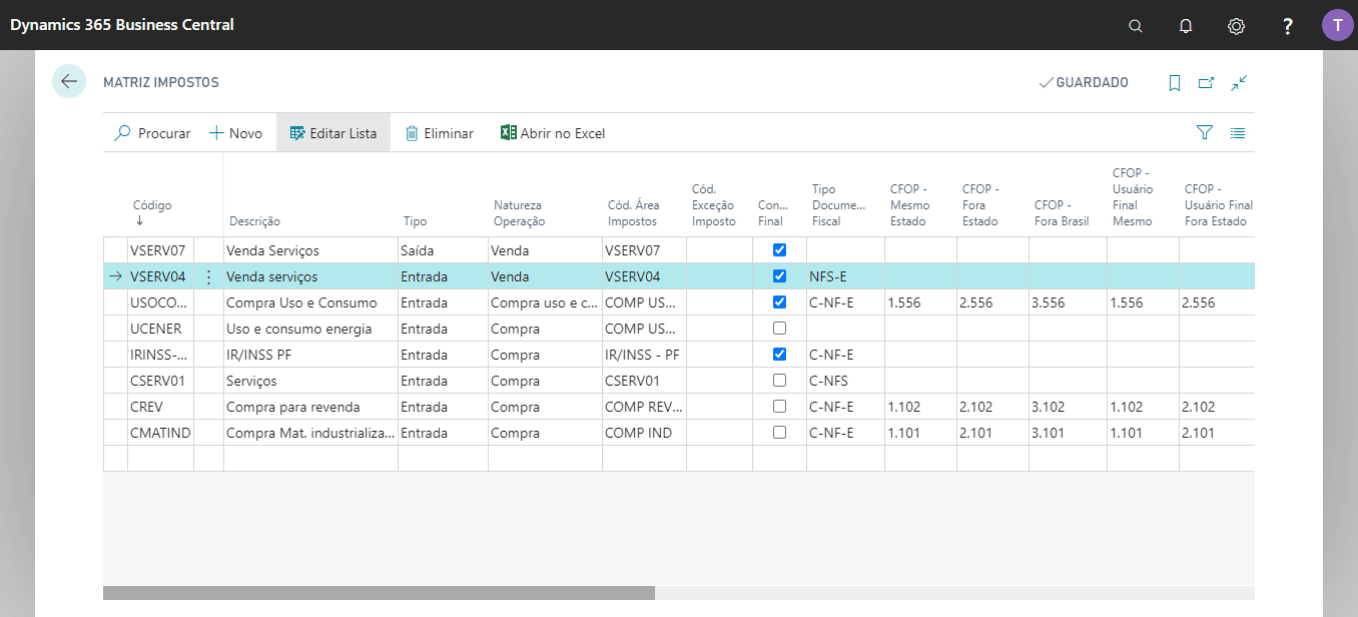 Dynamics 365 Business Central
?
T
MATRIZ IMPOSTOS
GUARDADO
Procurar Novo Editar Lista Eliminar Abrir no Excel
Código
Descrição
Tipo
Natureza
Operação
Cód. Área
Impostos
Cód.
Exceção
Imposto
Con...
Final
Tipo
Docume...
Fiscal
CFOP -
Mesmo
Estado
CFOP -
Fora
Estado
CFOP -
Fora Brasil
CFOP -
Usuário
Final
Mesmo
CFOP -
Usuário Final
Fora Estado
VSERV07 Venda Serviços Saída Venda VSERV07
VSERV04 Venda serviços Entrada Venda VSERV04 NFS-E
USOCO... Compra Uso e Consumo Entrada Compra uso e c... COMP US... C-NF-E 1.556 2.556 3.556 1.556 2.556
UCENER Uso e consumo energia Entrada Compra COMP US...
IRINSS-... IR/INSS PF Entrada Compra IR/INSS - PF C-NF-E
CSERV01 Serviços Entrada Compra CSERV01 C-NFS
CREV Compra para revenda Entrada Compra COMP REV... C-NF-E 1.102 2.102 3.102 1.102 2.102
CMATIND Compra Mat. industrializa... Entrada Compra COMP IND C-NF-E 1.101 2.101 3.101 1.101 2.101